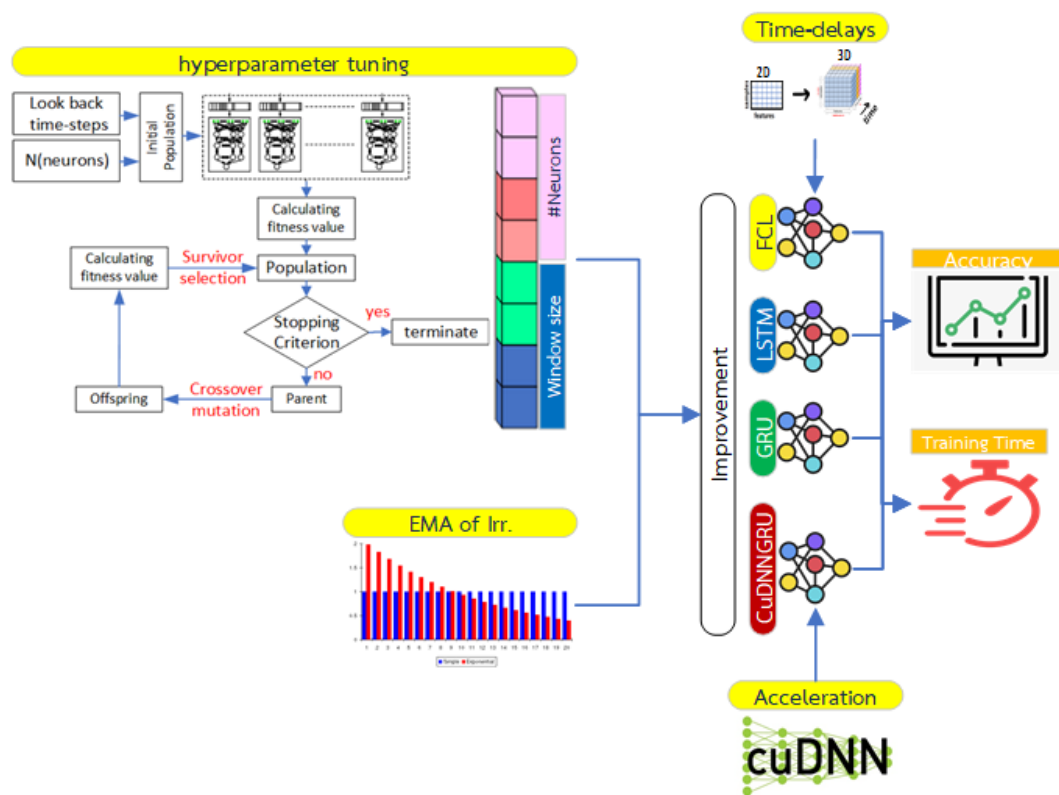 hyperparameter tuning
Look back
time-steps
N(neurons)
Initial
Population
Calculating
fitness value
Calculating
fitness value
Survivor
selection
Population
Stopping
Criterion
yes
terminate
no
Parent
Crossover
mutation
Offspring
#Neurons
Window size
EMA of Irr.
2
1.5
1
0.5
0
1 2 3 4 5 6 7 8 9 10 11 12 13 14 15 16 17 18 19 20
Simple Exponential
Time-delays
2D
3D
samples
features
time
Improvement
FCL
LSTM
GRU
CuDNNGRU
Accuracy
Training Time
Acceleration
cuDNN